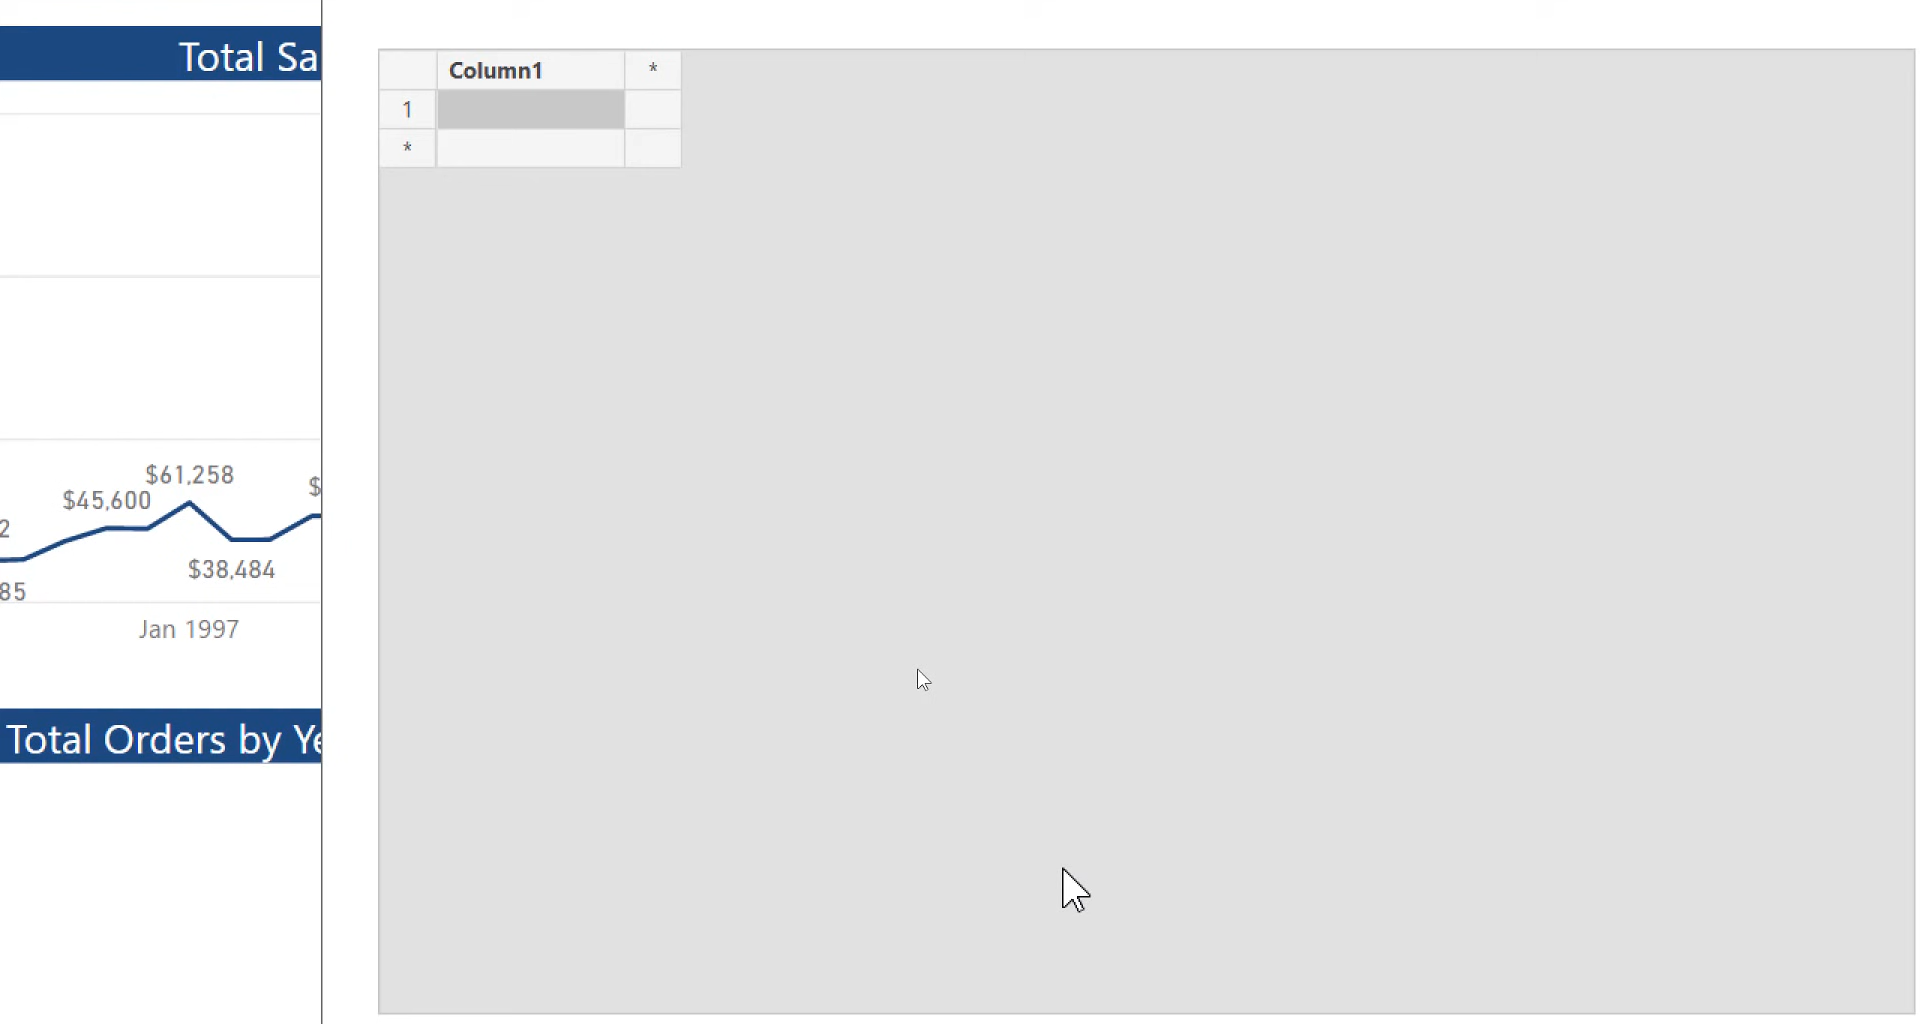 Total Sa
$61,258
$45,600
$
2
$38,484
85
Jan 1997
Total Orders by Ye
Column1 *
1
*